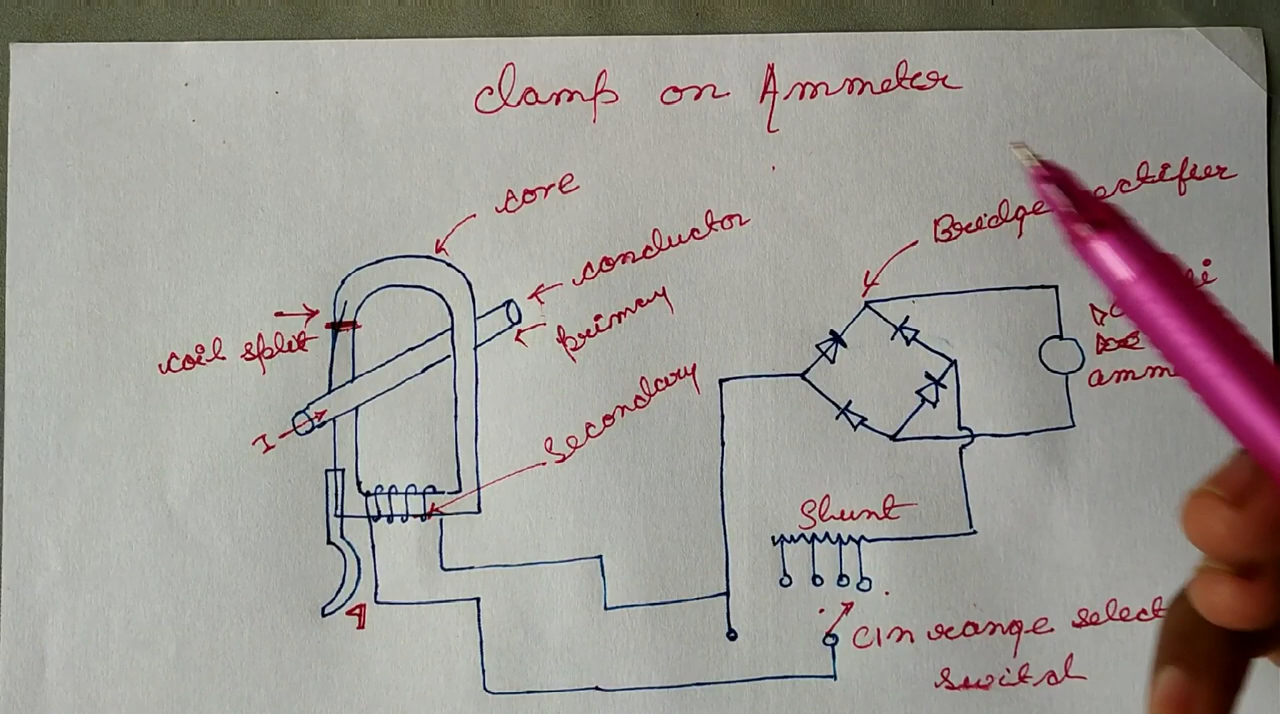 Clamp on Ammeter
core
conductor
primary
Bridge
coil split
I
Secondary
Shunt
range select
switch